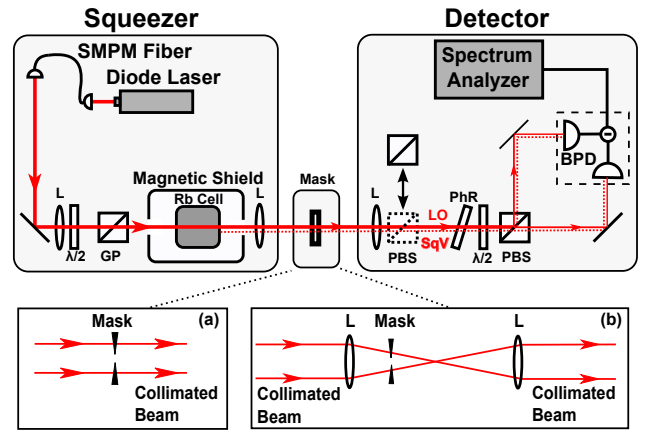 Squeezer
SMPM Fiber
Diode Laser
Magnetic Shield
Rb Cell
L
λ/2
GP
L
Mask
Detector
Spectrum
Analyzer
BPD
L
PBS
LO
SqV
PhR
λ/2
PBS
Mask
(a)
Collimated
Beam
L
Mask
L
(b)
Collimated
Beam
Collimated
Beam